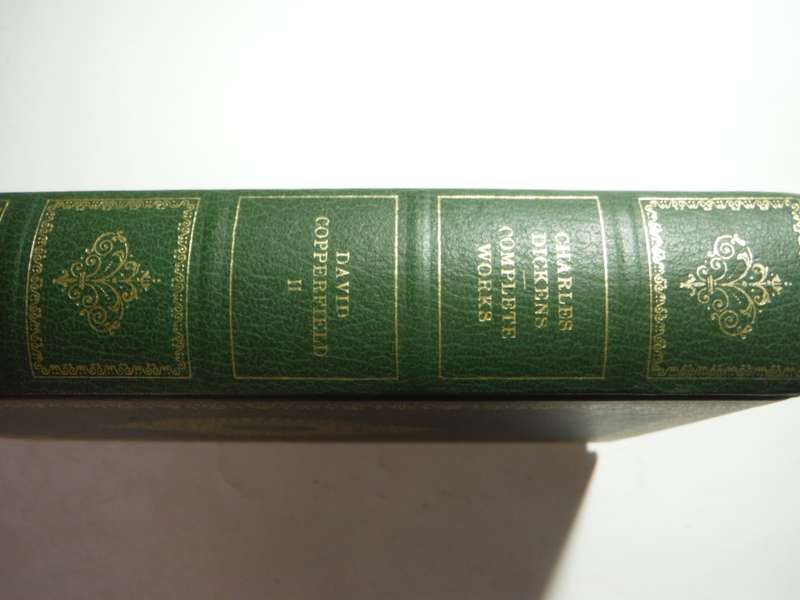 CHARLES
DICKENS
COMPLETE
WORKS
DAVID
COPPERFIELD
II